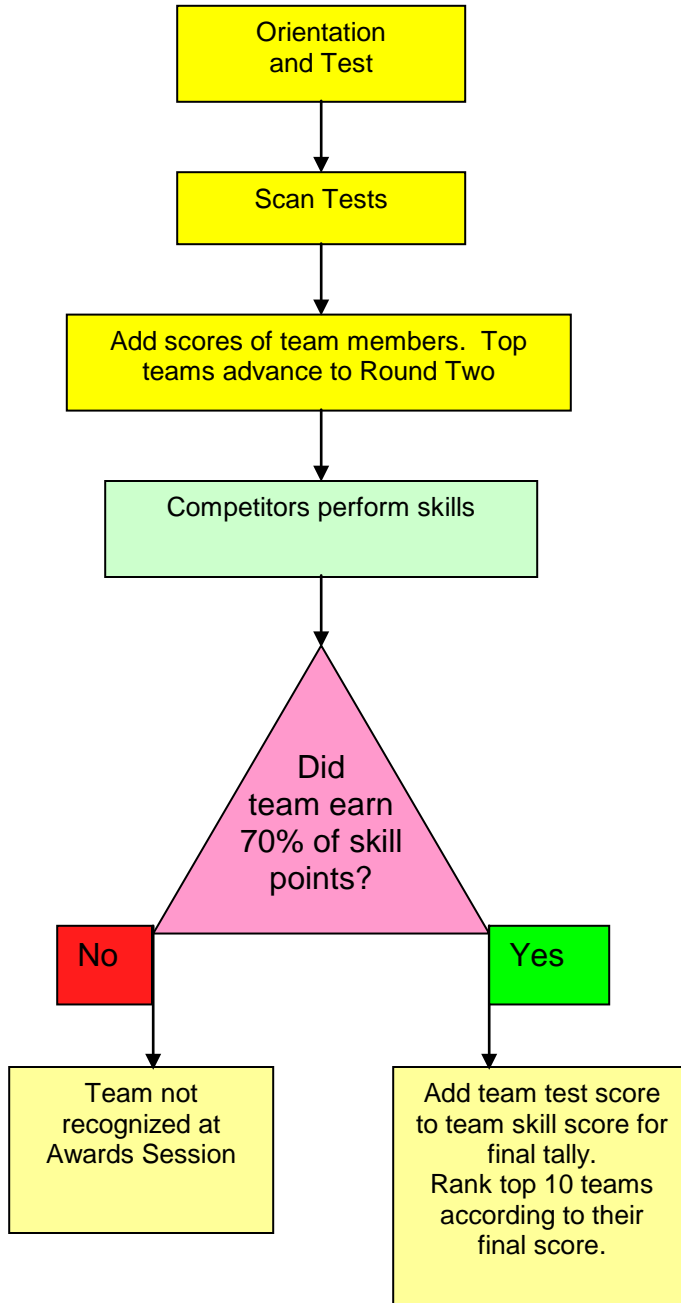 Orientation
and Test
Scan Tests
Add scores of team members.  Top
teams advance to Round Two
Competitors perform skills
Did
team earn
70% of skill
points?
No
Yes
Team not
recognized at
Awards Session
Add team test score
to team skill score for
final tally.
Rank top 10 teams
according to their
final score.